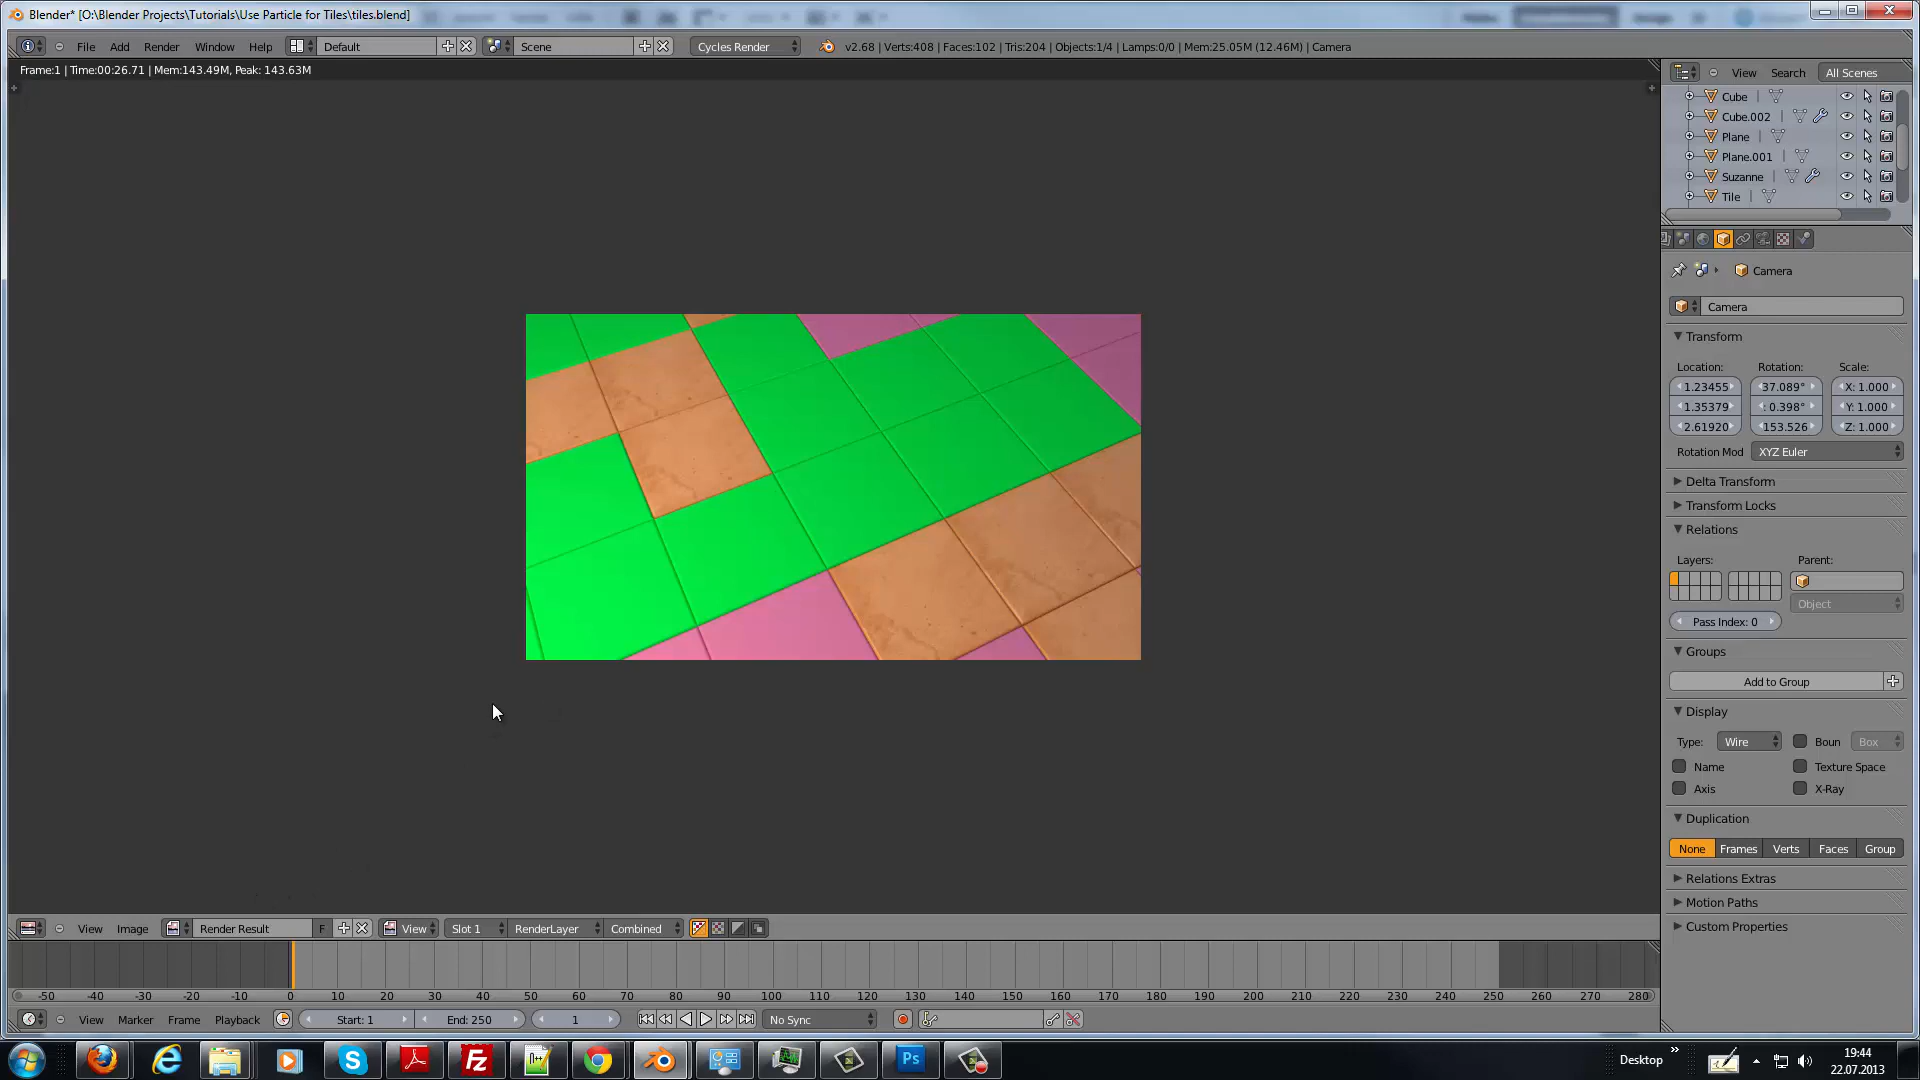 Blender* [O:\Blender Projects\Tutorials\Use Particle for Tiles\tiles.blend]
File Add Render Window Help Default Scene Cycles Render v2.68 | Verts:408 | Faces:102 | Tris:204 | Objects:1/4 | Lamps:0/0 | Mem:25.05M (12.46M) | Camera
Frame:1 | Time:00:26.71 | Mem:143.49M, Peak: 143.63M
View Search All Scenes
Cube
Cube.002
Plane
Plane.001
Suzanne
Tile
Camera
Camera
Transform
Location: Rotation: Scale:
1.23455 37.089° X: 1.000
1.35379 : 0.398° Y: 1.000
2.61920 153.526 Z: 1.000
Rotation Mod XYZ Euler
Delta Transform
Transform Locks
Relations
Layers: Parent:
Object
Pass Index: 0
Groups
Add to Group
Display
Type: Wire Boun Box
Name Texture Space
Axis X-Ray
Duplication
None Frames Verts Faces Group
Relations Extras
Motion Paths
Custom Properties
View Image Render Result F View Slot 1 RenderLayer Combined
-50 -40 -30 -20 -10 0 10 20 30 40 50 60 70 80 90 100 110 120 130 140 150 160 170 180 190 200 210 220 230 240 250 260 270 280
View Marker Frame Playback Start: 1 End: 250 1 No Sync
Desktop
19:44
22.07.2013
Ps